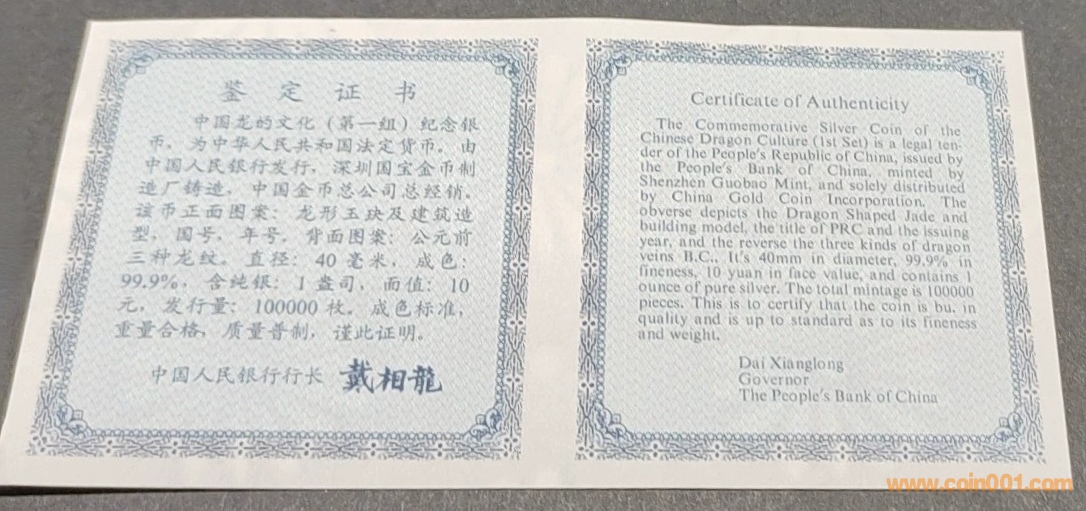 鉴定证书
中国龙的文化(第一组)纪念银
币,为中华人民共和国法定货币。由
中国人民银行发行,深圳国宝金币制
造厂铸造,中国金币总公司总经销。
该币正面图案:龙形玉玦及建筑造
型,国号,年号。背面图案:公元前
三种龙纹。直径:40毫米,成色:
99.9%,含纯银:1盎司,面值:10
元,发行量:100000枚。成色标准,
重量合格,质量普制,谨此证明。
中国人民银行行长 戴相龍
Certificate of Authenticity
The Commemorative Silver Coin of the
Chinese Dragon Culture (1st Set) is a legal ten-
der of the People's Republic of China, issued by
the People's Bank of China, minted by
Shenzhen Guobao Mint, and solely distributed
by China Gold Coin Incorporation. The
obverse depicts the Dragon Shaped Jade and
building model, the title of PRC and the issuing
year, and the reverse the three kinds of dragon
veins B.C.. It's 40mm in diameter, 99.9% in
fineness, 10 yuan in face value, and contains 1
ounce of pure silver. The total mintage is 100000
pieces. This is to certify that the coin is bu. in
quality and is up to standard as to its fineness
and weight.
Dai Xianglong
Governor
The People's Bank of China
www.coin001.com